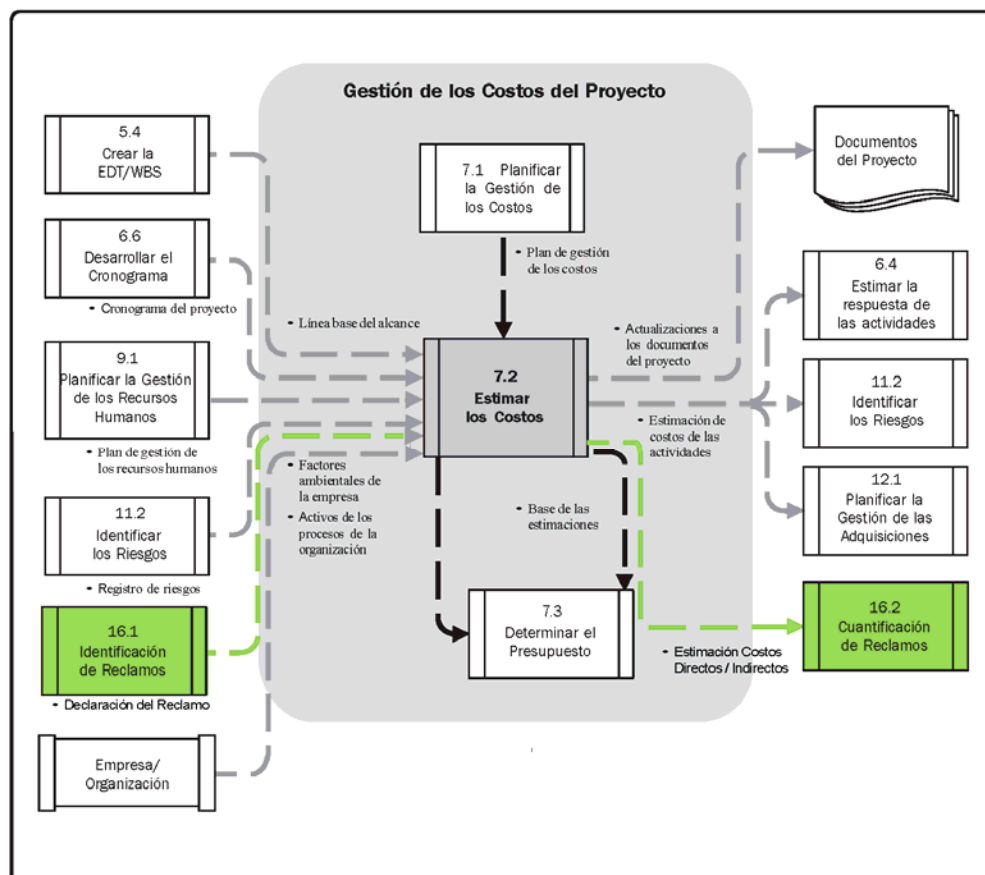 Gestión de los Costos del Proyecto
5.4
Crear la
EDT/WBS
6.6
Desarrollar el
Cronograma
• Cronograma del proyecto
9.1
Planificar la Gestión
de los Recursos
Humanos
• Plan de gestión
de los recursos humanos
11.2
Identificar
los Riesgos
• Registro de riesgos
16.1
Identificación
de Reclamos
• Declaración del Reclamo
Empresa/
Organización
7.1 Planificar
la Gestión de
los Costos
• Plan de gestión
de los costos
• Línea base del alcance
7.2
Estimar
los Costos
• Factores
ambientales de
la empresa
• Activos de los
procesos de la
organización
• Base de las
estimaciones
7.3
Determinar el
Presupuesto
• Actualizaciones a
los documentos
del proyecto
• Estimación de
costos de las
actividades
• Estimación Costos
Directos / Indirectos
Documentos
del Proyecto
6.4
Estimar la
respuesta de
las actividades
11.2
Identificar
los Riesgos
12.1
Planificar la
Gestión de las
Adquisiciones
16.2
Cuantificación
de Reclamos